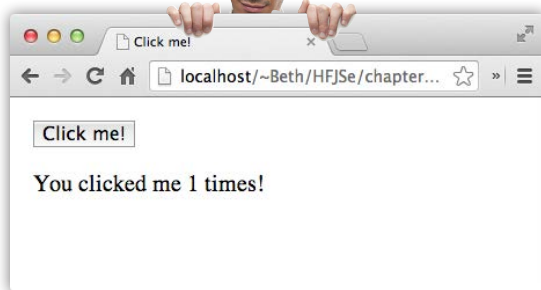 Click me!
localhost/~Beth/HFJSe/chapter... »
Click me!
You clicked me 1 times!